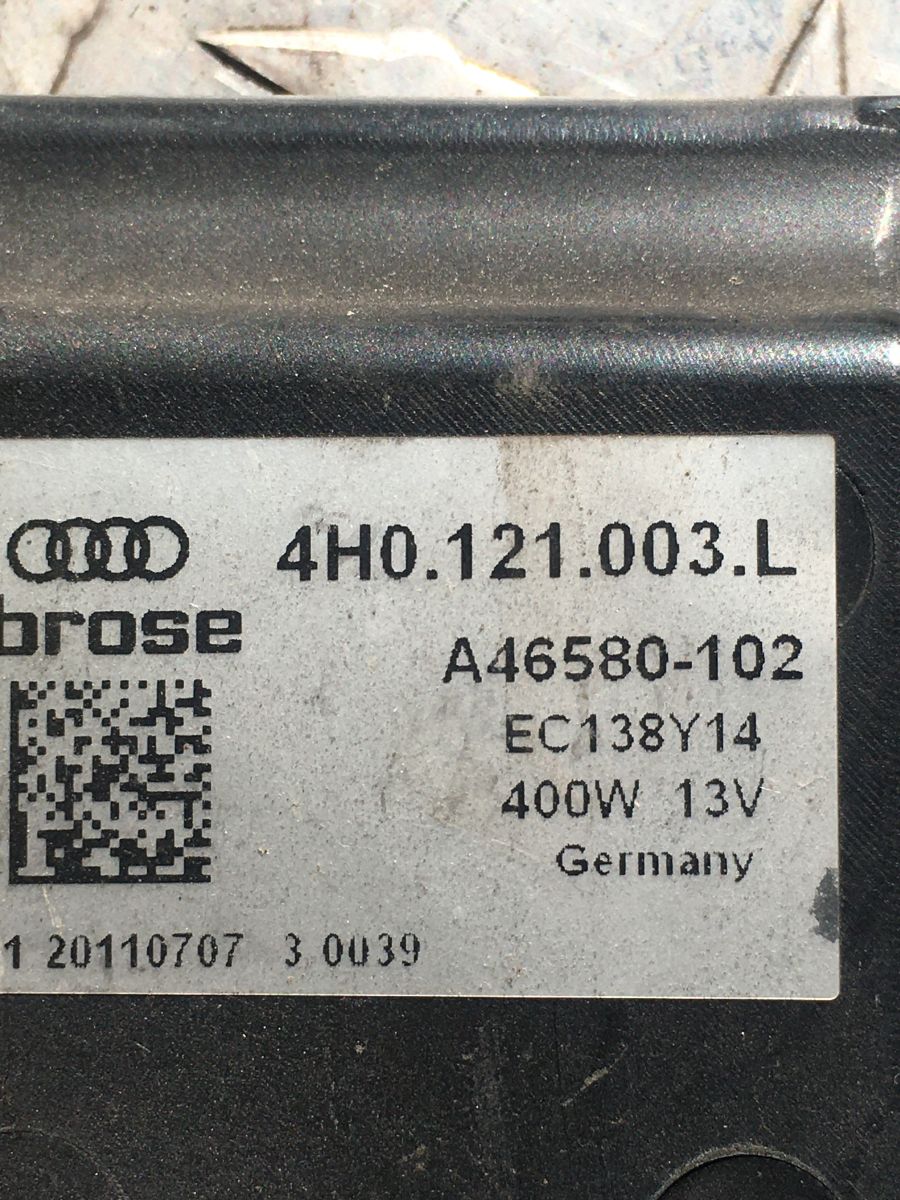 4H0.121.003.L
brose
A46580-102
EC138Y14
400W 13V
Germany
1 20110707 3 0039